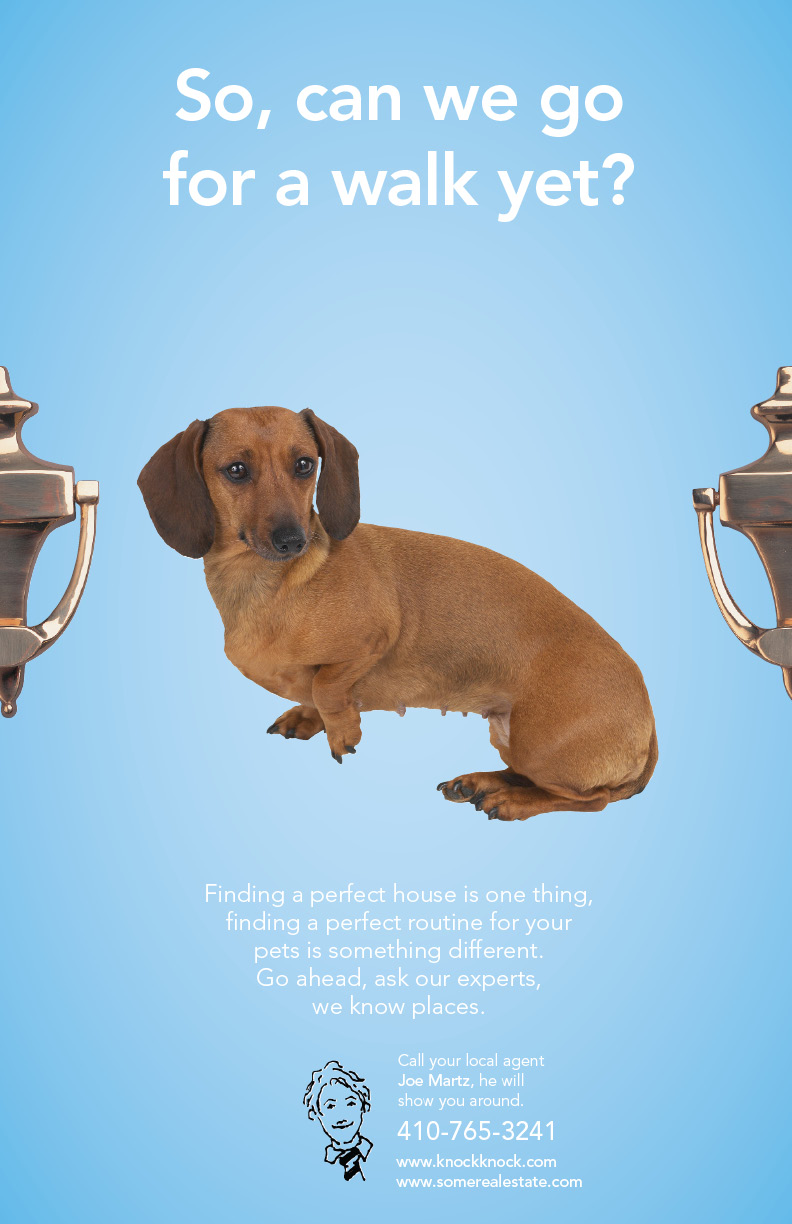 So, can we go
for a walk yet?
Finding a perfect house is one thing,
finding a perfect routine for your
pets is something different.
Go ahead, ask our experts,
we know places.
Call your local agent
Joe Martz, he will
show you around.
410-765-3241
www.knockknock.com
www.somerealestate.com